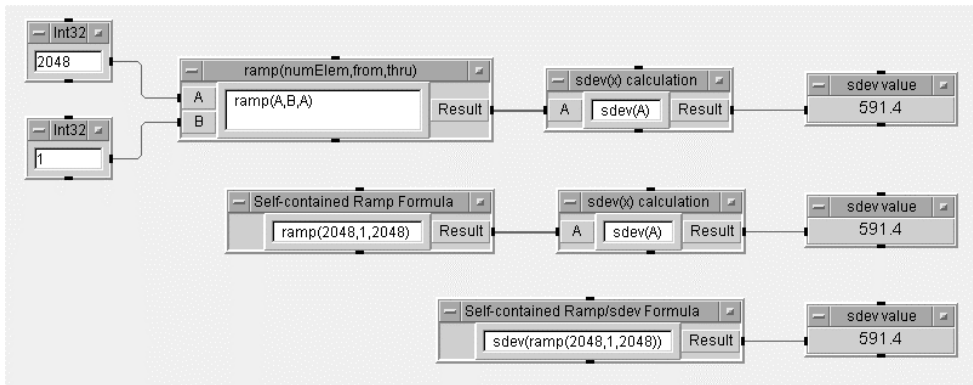 Int32
2048
ramp(numElem,from,thru)
A
B
ramp(A,B,A)
Result
sdev(x) calculation
A
sdev(A)
Result
sdev value
591.4
Int32
1
Self-contained Ramp Formula
ramp(2048,1,2048)
Result
sdev(x) calculation
A
sdev(A)
Result
sdev value
591.4
Self-contained Ramp/sdev Formula
sdev(ramp(2048,1,2048))
Result
sdev value
591.4